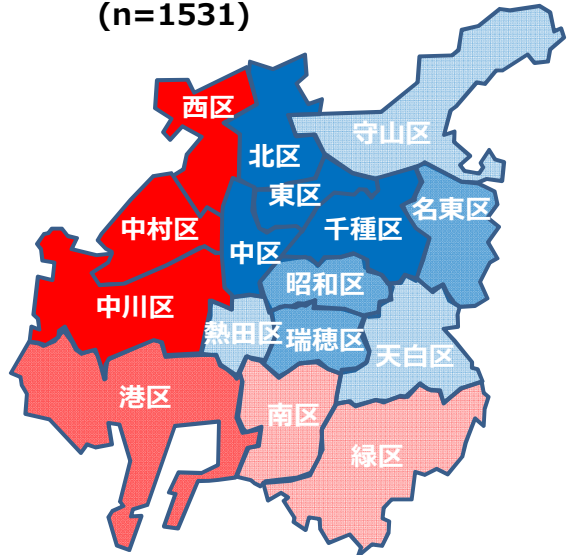 (n=1531)
西区
守山区
北区
東区
名東区
中村区
千種区
中区
昭和区
中川区
熱田区
瑞穂区
天白区
港区
南区
緑区